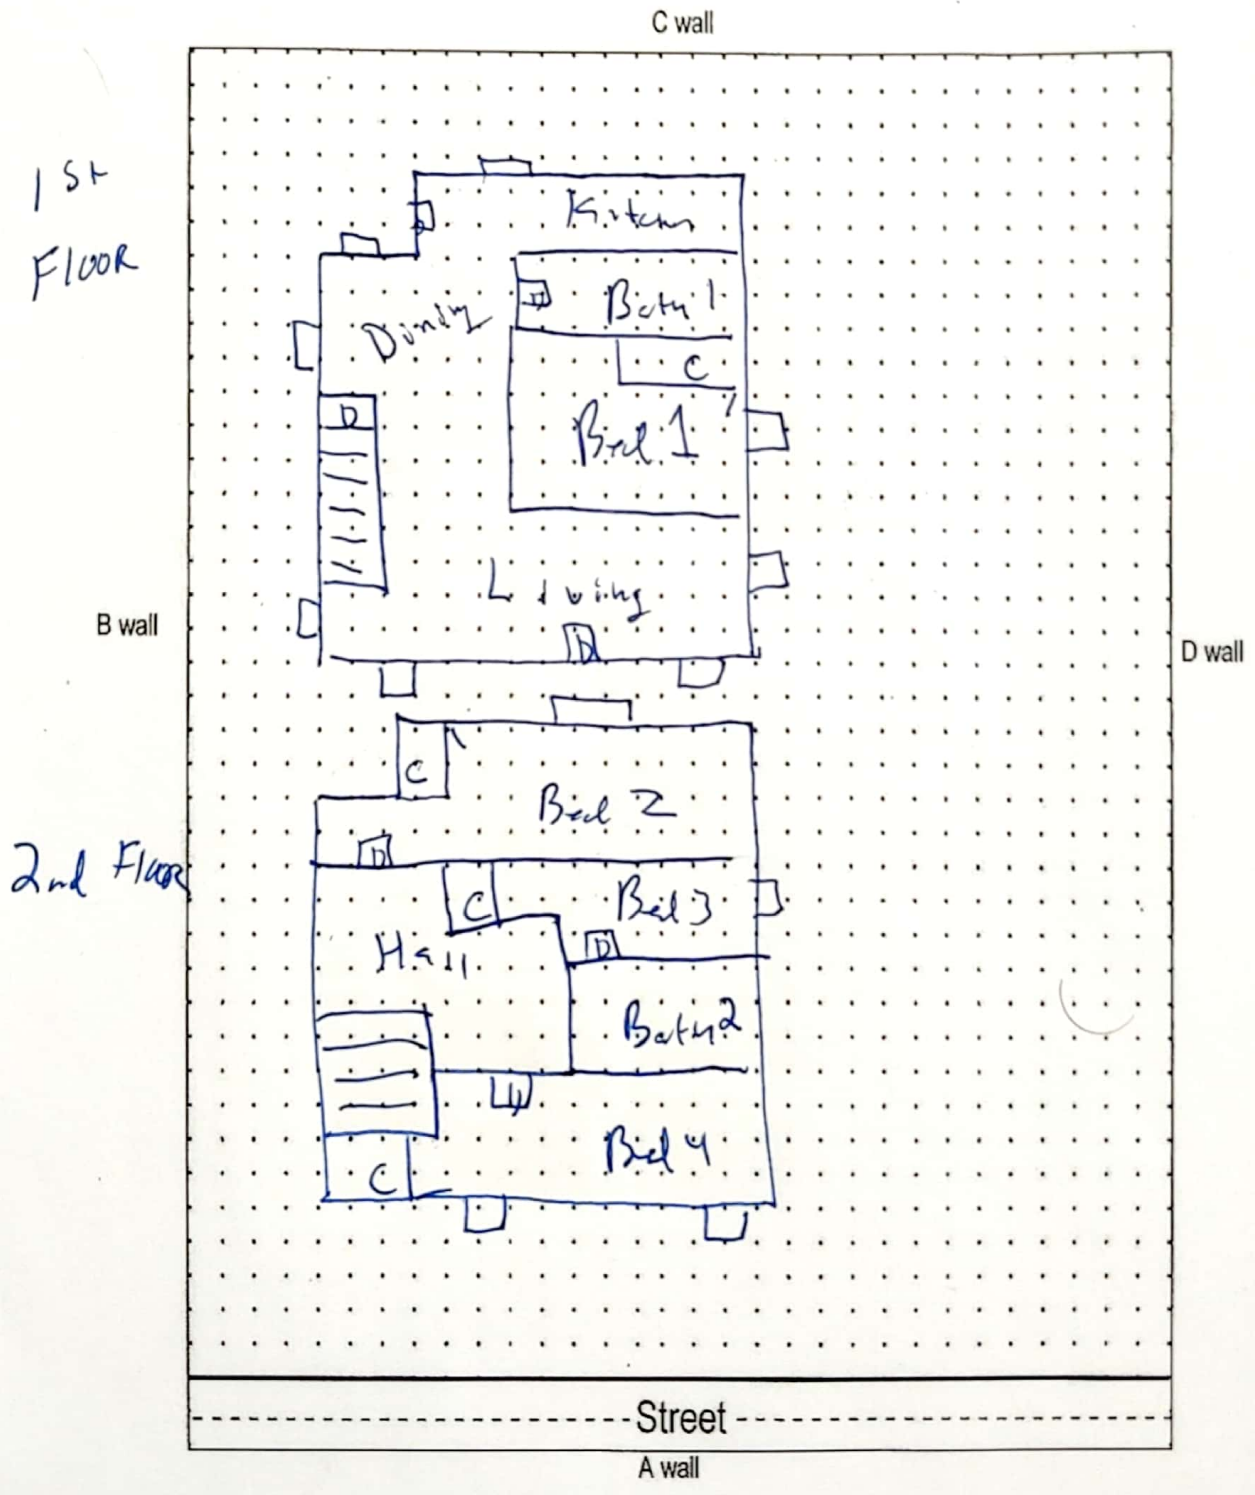 C wall
1st
FLOOR
Kitchen
Bath 1
D
Dining
C
D
Bed 1
Living
B wall
D wall
D
C
Bed 2
2nd Floor
D
C
Bed 3
D
Hall
Bath 2
D
Bed 4
C
Street
A wall